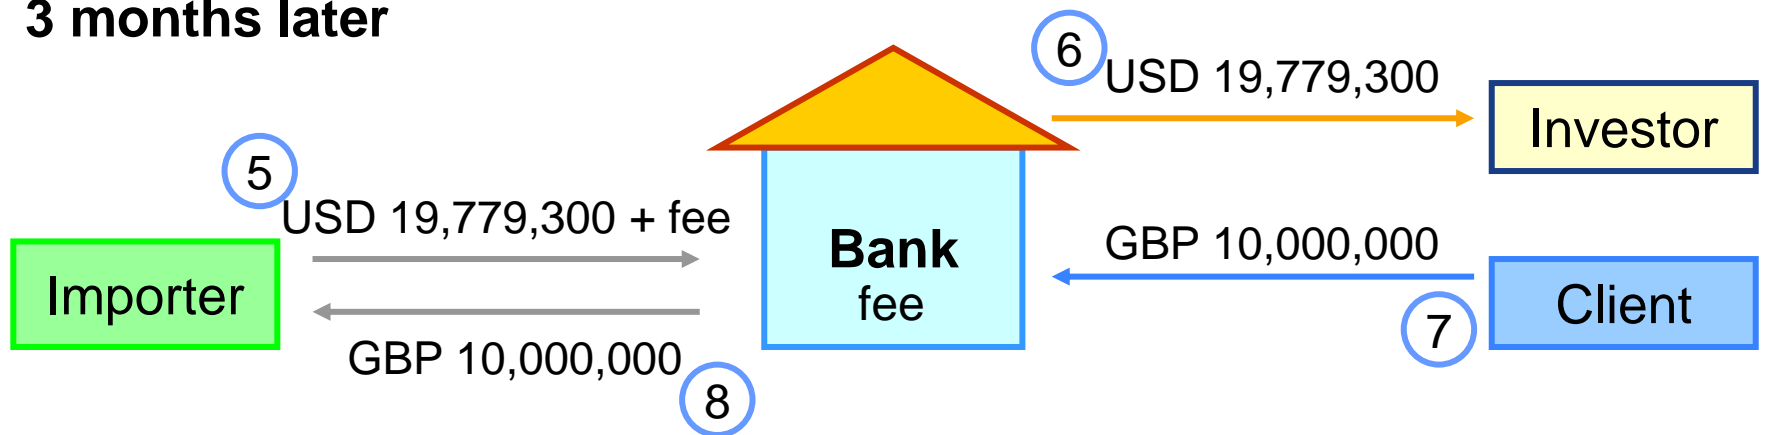 3 months later
6
USD 19,779,300
Investor
5
USD 19,779,300 + fee
Importer
Bank
fee
GBP 10,000,000
Client
7
GBP 10,000,000
8